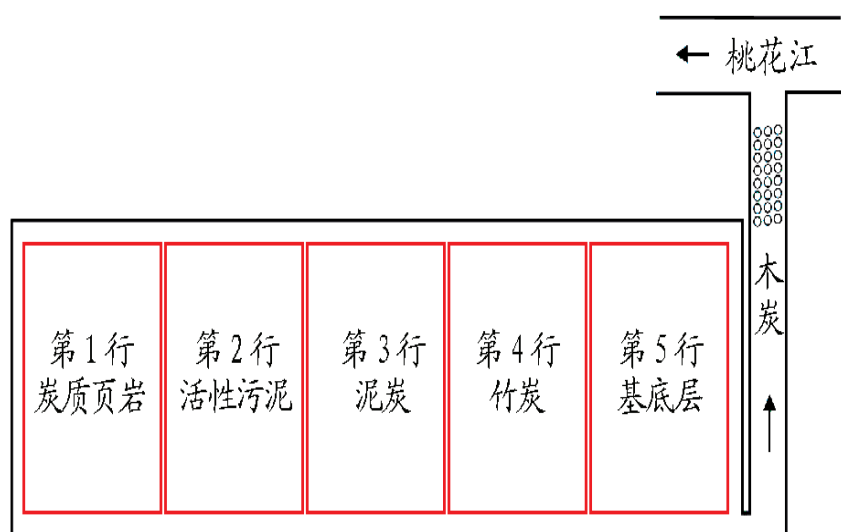 ← 桃花江
木炭
第1行
炭质页岩
第2行
活性污泥
第3行
泥炭
第4行
竹炭
第5行
基底层